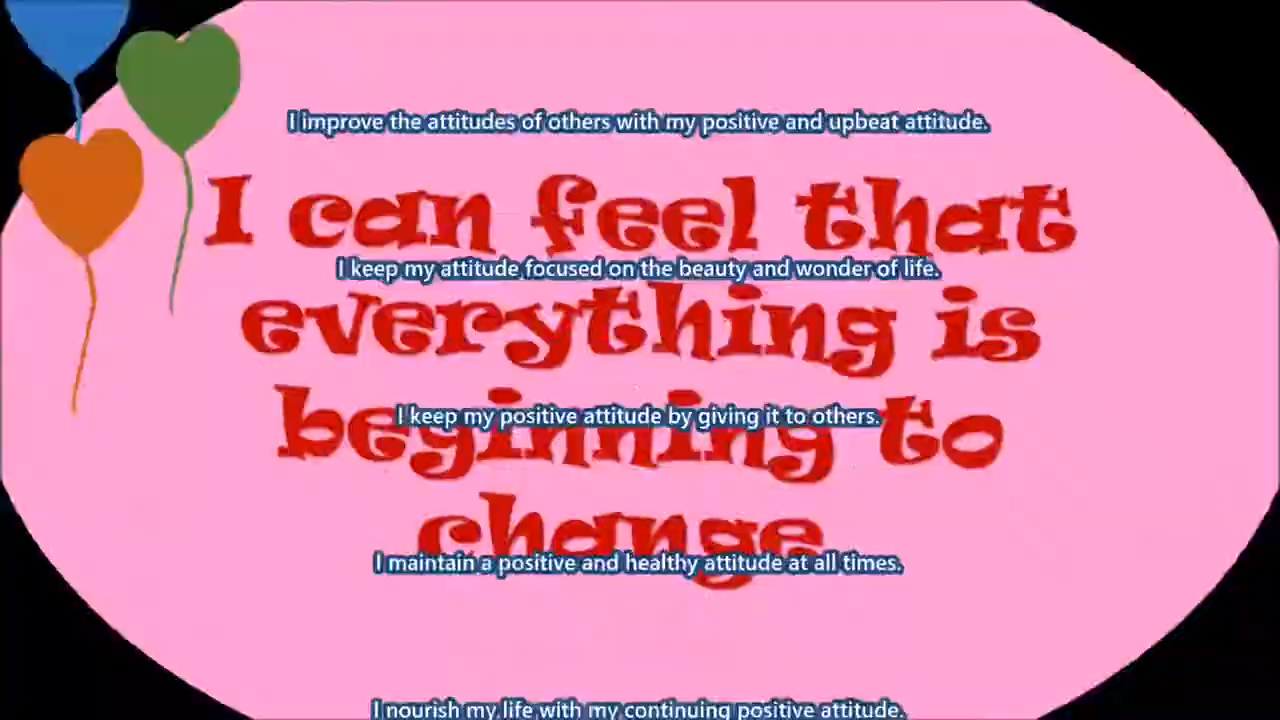 I improve the attitudes of others with my positive and upbeat attitude.
I can feel that
I keep my attitude focused on the beauty and wonder of life.
everything is
I keep my positive attitude by giving it to others.
beginning to
change
I maintain a positive and healthy attitude at all times.
I nourish my life with my continuing positive attitude.